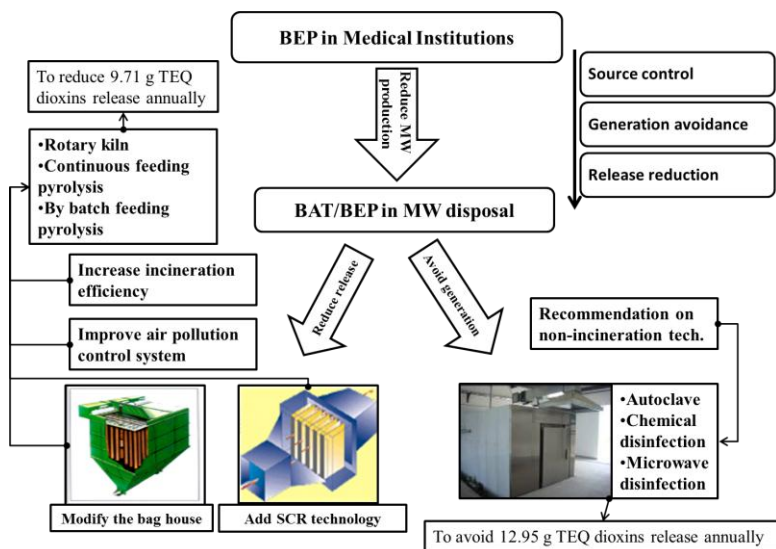 BEP in Medical Institutions
To reduce 9.71 g TEQ
dioxins release annually
Reduce MW
production
Source control
Generation avoidance
Release reduction
•Rotary kiln
•Continuous feeding
pyrolysis
•By batch feeding
pyrolysis
BAT/BEP in MW disposal
Increase incineration
efficiency
Reduce release
Avoid generation
Recommendation on
non-incineration tech.
Improve air pollution
control system
•Autoclave
•Chemical
disinfection
•Microwave
disinfection
Modify the bag house
Add SCR technology
To avoid 12.95 g TEQ dioxins release annually